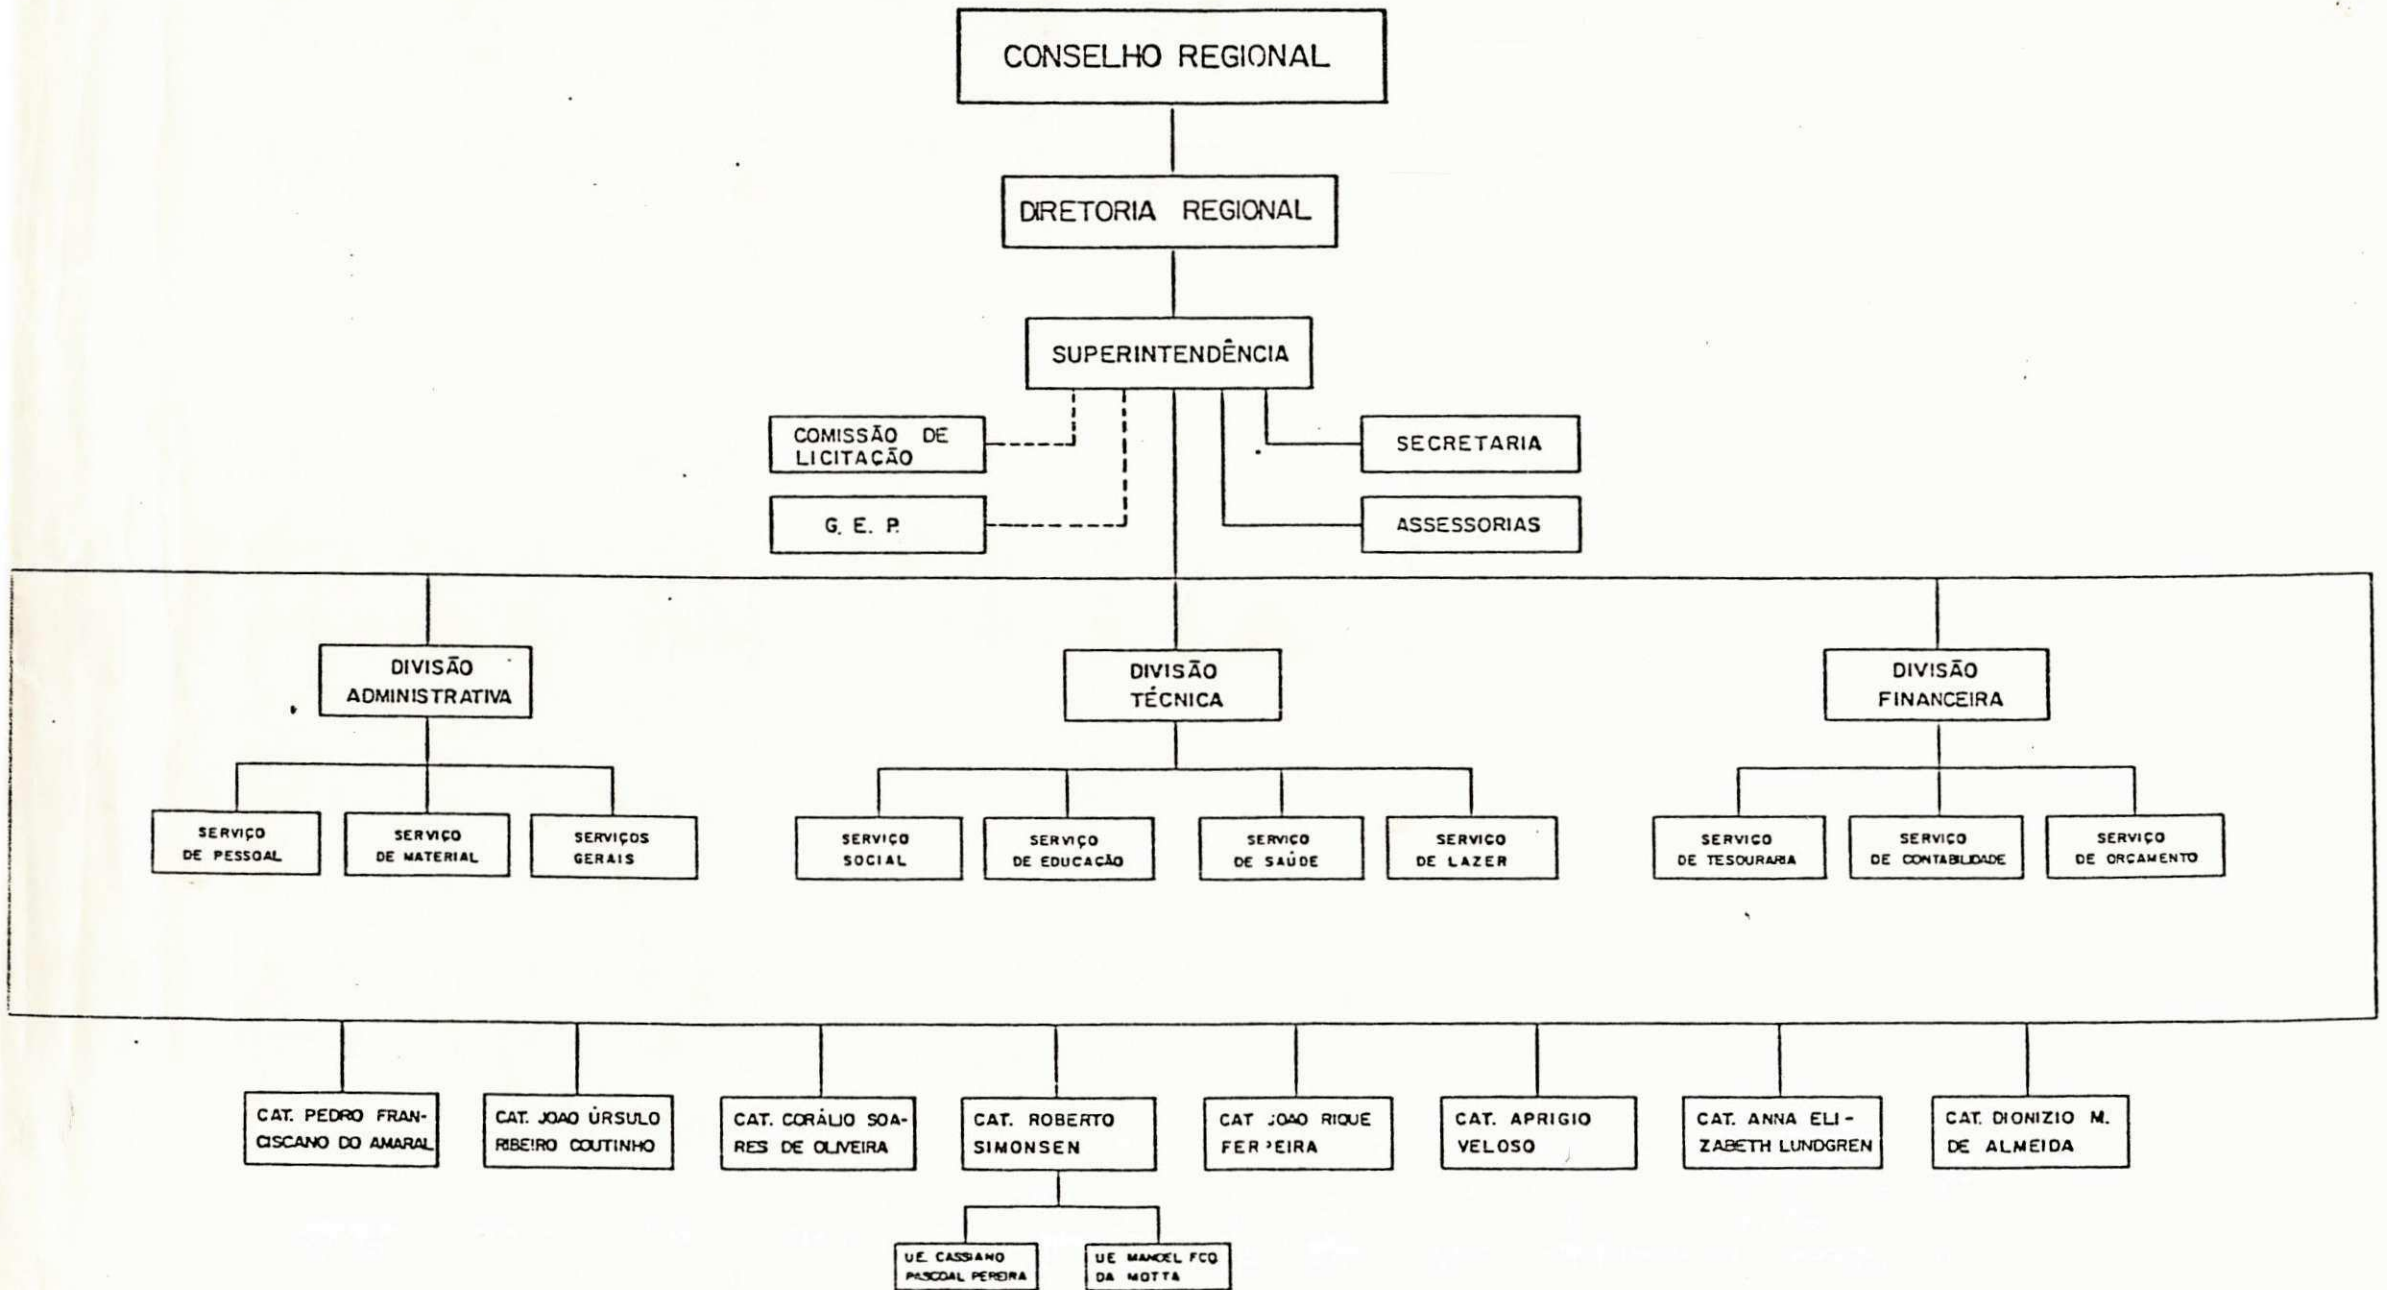 CONSELHO REGIONAL
DIRETORIA REGIONAL
SUPERINTENDÊNCIA
COMISSÃO DE
LICITAÇÃO
SECRETARIA
G. E. P.
ASSESSORIAS
DIVISÃO
ADMINISTRATIVA
DIVISÃO
TÉCNICA
DIVISÃO
FINANCEIRA
SERVIÇO
DE PESSOAL
SERVIÇO
DE MATERIAL
SERVIÇOS
GERAIS
SERVIÇO
SOCIAL
SERVIÇO
DE EDUCAÇÃO
SERVIÇO
DE SAÚDE
SERVIÇO
DE LAZER
SERVIÇO
DE TESOURARIA
SERVIÇO
DE CONTABILIDADE
SERVIÇO
DE ORÇAMENTO
CAT. PEDRO FRAN-
CISCANO DO AMARAL
CAT. JOAO ÚRSULO
RIBEIRO COUTINHO
CAT. CORÁLIO SOA-
RES DE OLIVEIRA
CAT. ROBERTO
SIMONSEN
CAT JOAO RIQUE
FERREIRA
CAT. APRIGIO
VELOSO
CAT. ANNA ELI-
ZABETH LUNDGREN
CAT. DIONIZIO M.
DE ALMEIDA
UE CASSIANO
PASCOAL PEREIRA
UE MANOEL FCO
DA MOTTA